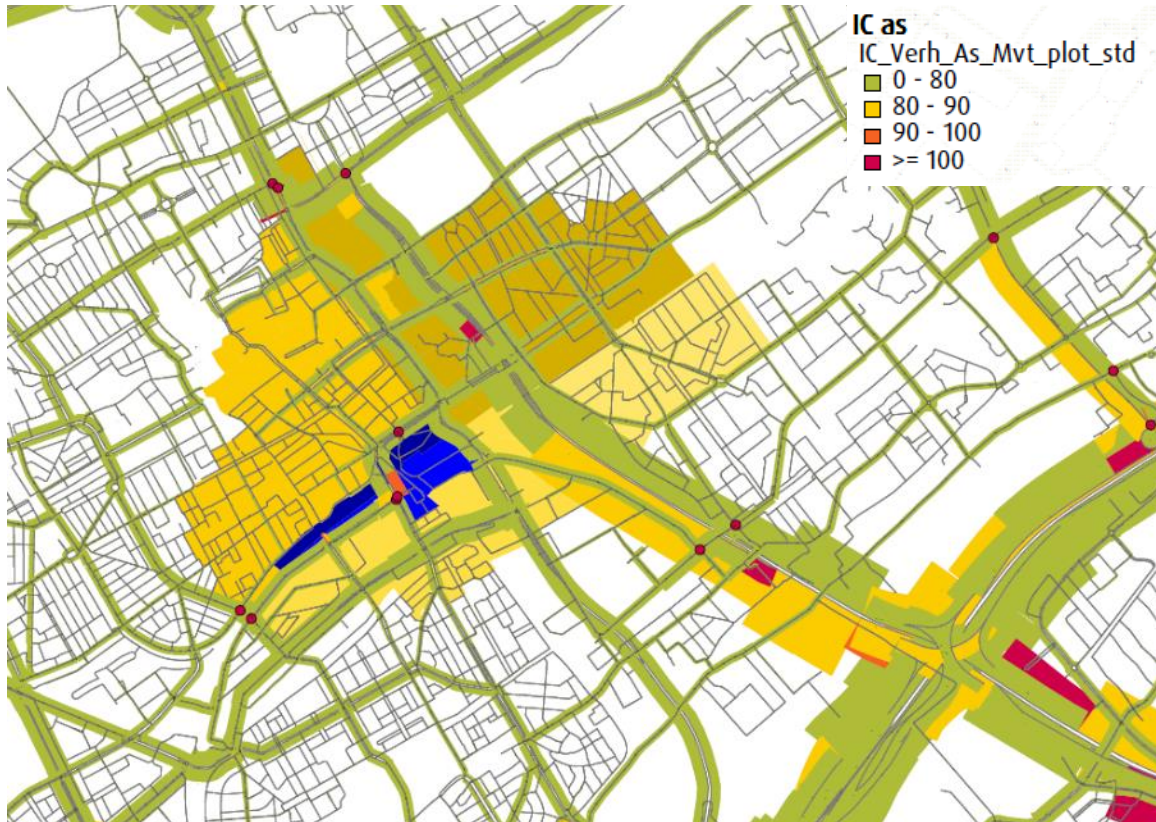 IC as
IC_Verh_As_Mvt_plot_std
0 - 80
80 - 90
90 - 100
>= 100